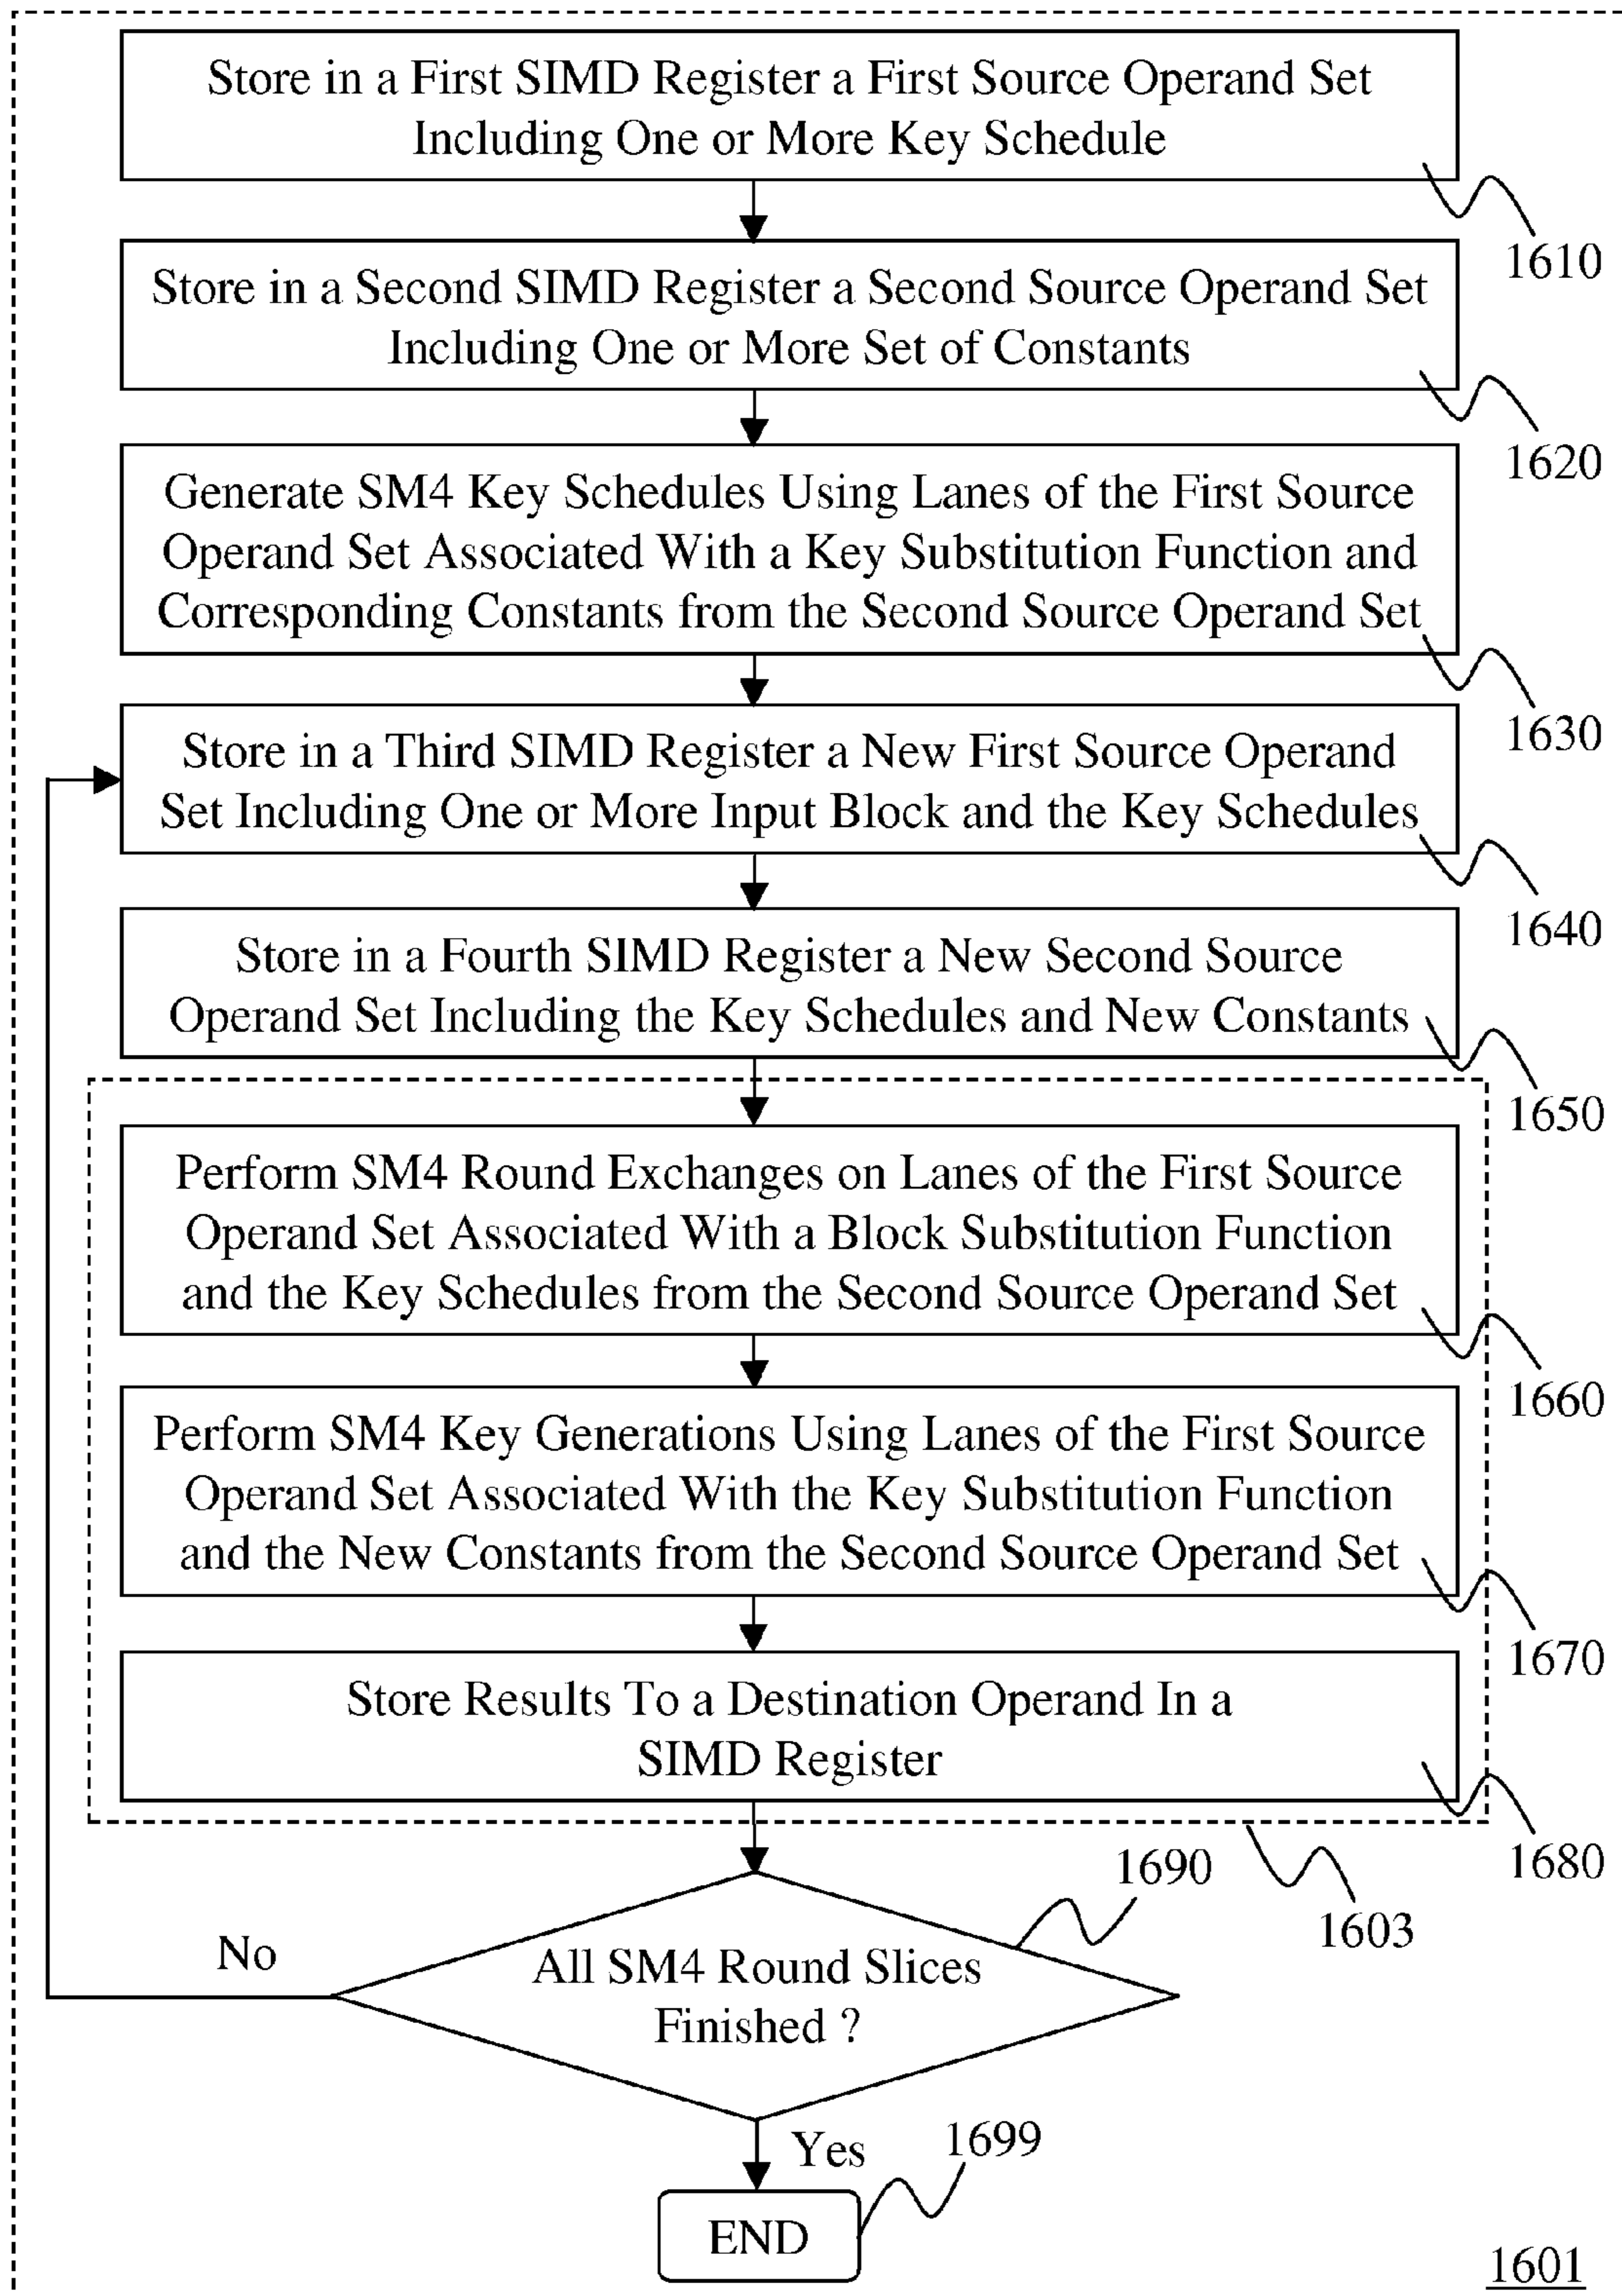 Store in a First SIMD Register a First Source Operand Set
Including One or More Key Schedule
1610
Store in a Second SIMD Register a Second Source Operand Set
Including One or More Set of Constants
1620
Generate SM4 Key Schedules Using Lanes of the First Source
Operand Set Associated With a Key Substitution Function and
Corresponding Constants from the Second Source Operand Set
1630
Store in a Third SIMD Register a New First Source Operand
Set Including One or More Input Block and the Key Schedules
1640
Store in a Fourth SIMD Register a New Second Source
Operand Set Including the Key Schedules and New Constants
1650
Perform SM4 Round Exchanges on Lanes of the First Source
Operand Set Associated With a Block Substitution Function
and the Key Schedules from the Second Source Operand Set
1660
Perform SM4 Key Generations Using Lanes of the First Source
Operand Set Associated With the Key Substitution Function
and the New Constants from the Second Source Operand Set
1670
Store Results To a Destination Operand In a
SIMD Register
1680
1603
1690
All SM4 Round Slices
Finished ?
No
Yes
1699
END
1601